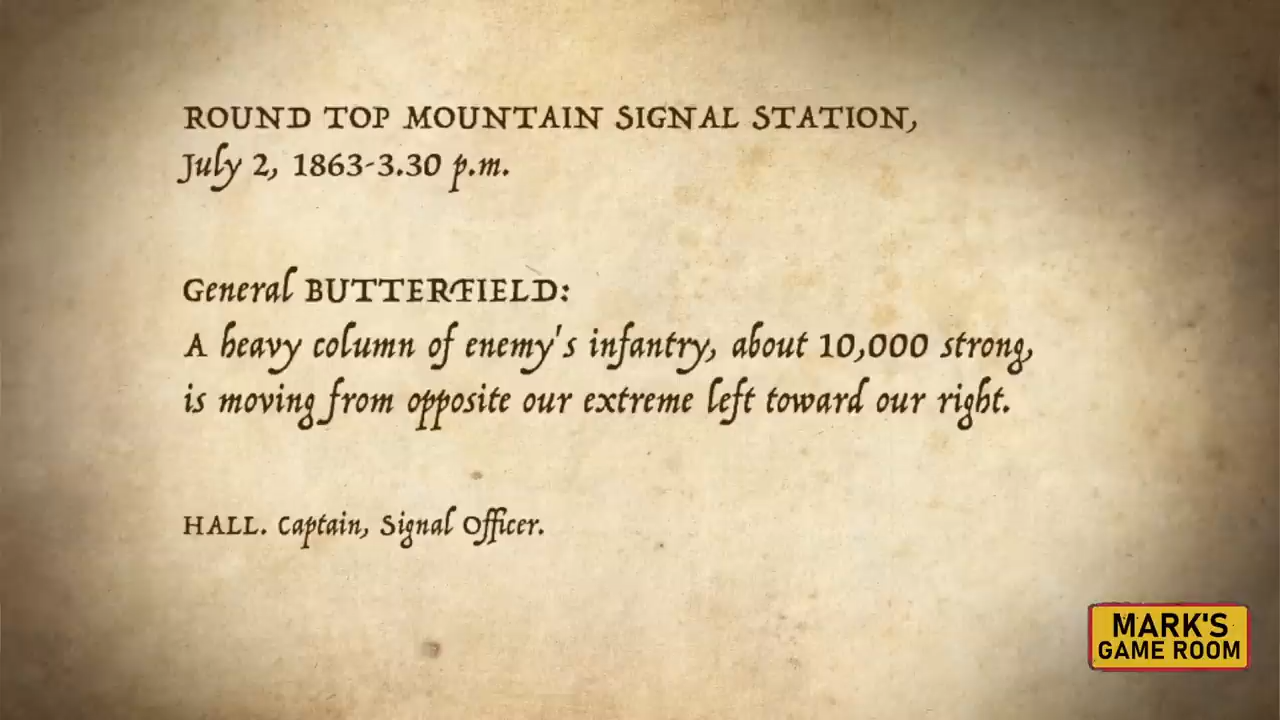 ROUND TOP MOUNTAIN SIGNAL STATION,
July 2, 1863-3.30 p.m.
General BUTTERFIELD:
A heavy column of enemy's infantry, about 10,000 strong,
is moving from opposite our extreme left toward our right.
HALL. Captain, Signal Officer.
MARK'S
GAME ROOM